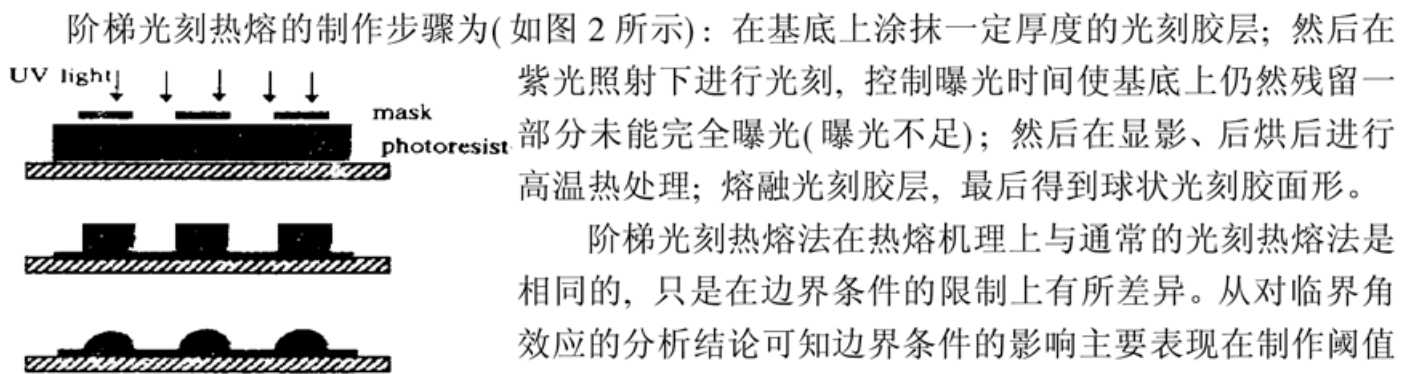 阶梯光刻热熔的制作步骤为(如图 2 所示): 在基底上涂抹一定厚度的光刻胶层; 然后在
UV light
mask
photoresist
紫光照射下进行光刻, 控制曝光时间使基底上仍然残留一
部分未能完全曝光(曝光不足); 然后在显影、后烘后进行
高温热处理; 熔融光刻胶层, 最后得到球状光刻胶面形。
阶梯光刻热熔法在热熔机理上与通常的光刻热熔法是
相同的, 只是在边界条件的限制上有所差异。从对临界角
效应的分析结论可知边界条件的影响主要表现在制作阈值